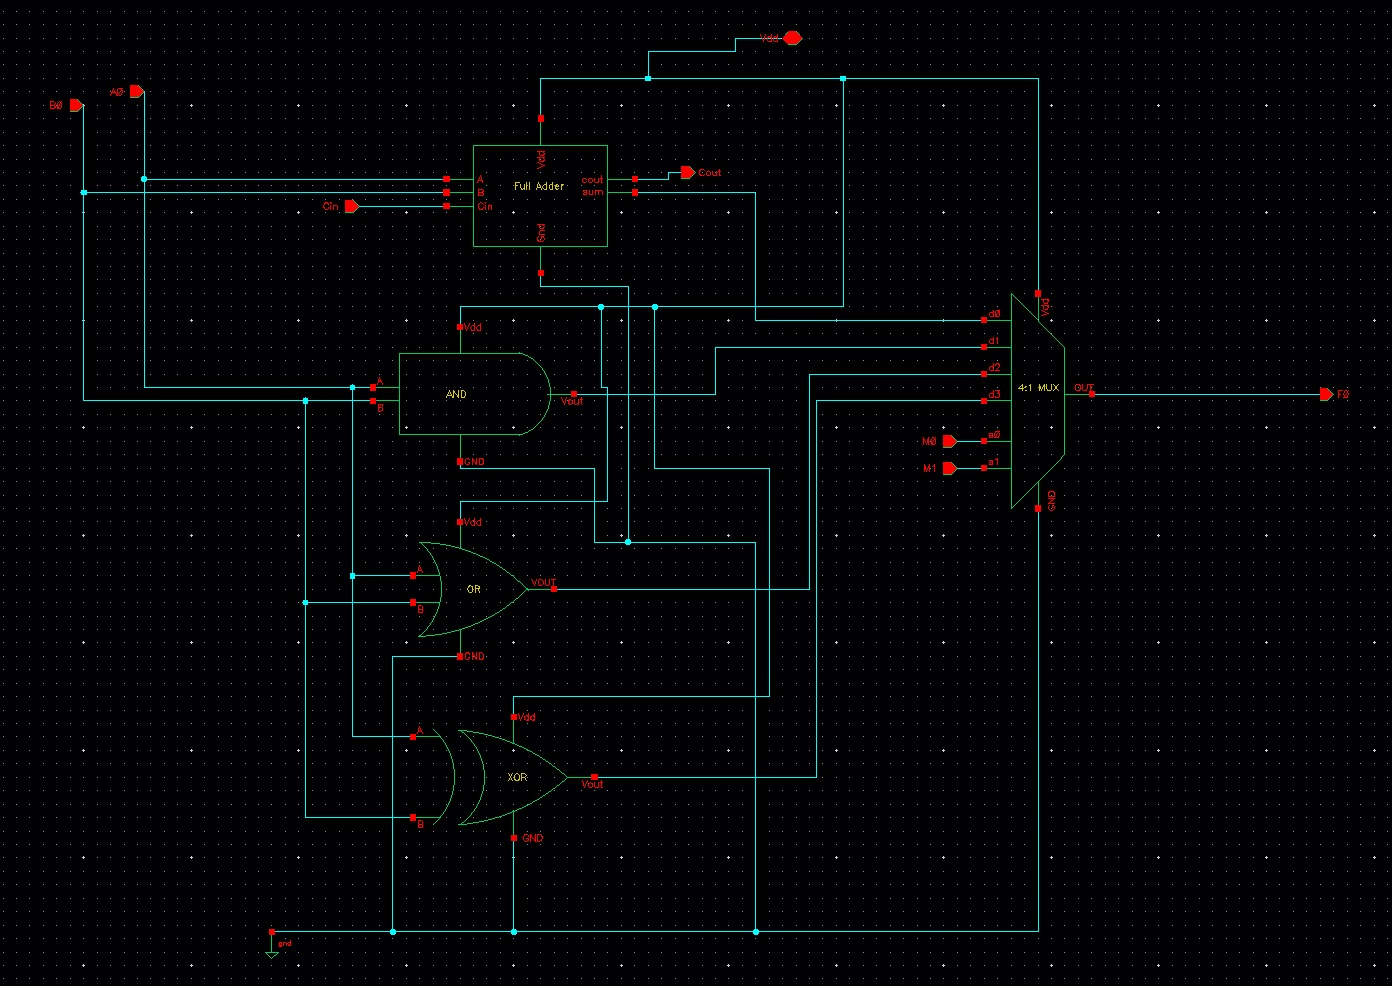 Vdd
A0
B0
Vdd
A
cout
Cout
Full Adder
B
sum
Cin
Cin
Gnd
Vdd
d0
Vdd
d1
d2
A
4:1 MUX
OUT
F0
AND
d3
Vout
B
s0
M0
GND
s1
M1
GND
Vdd
A
VOUT
OR
B
GND
Vdd
A
XOR
Vout
B
GND
gnd